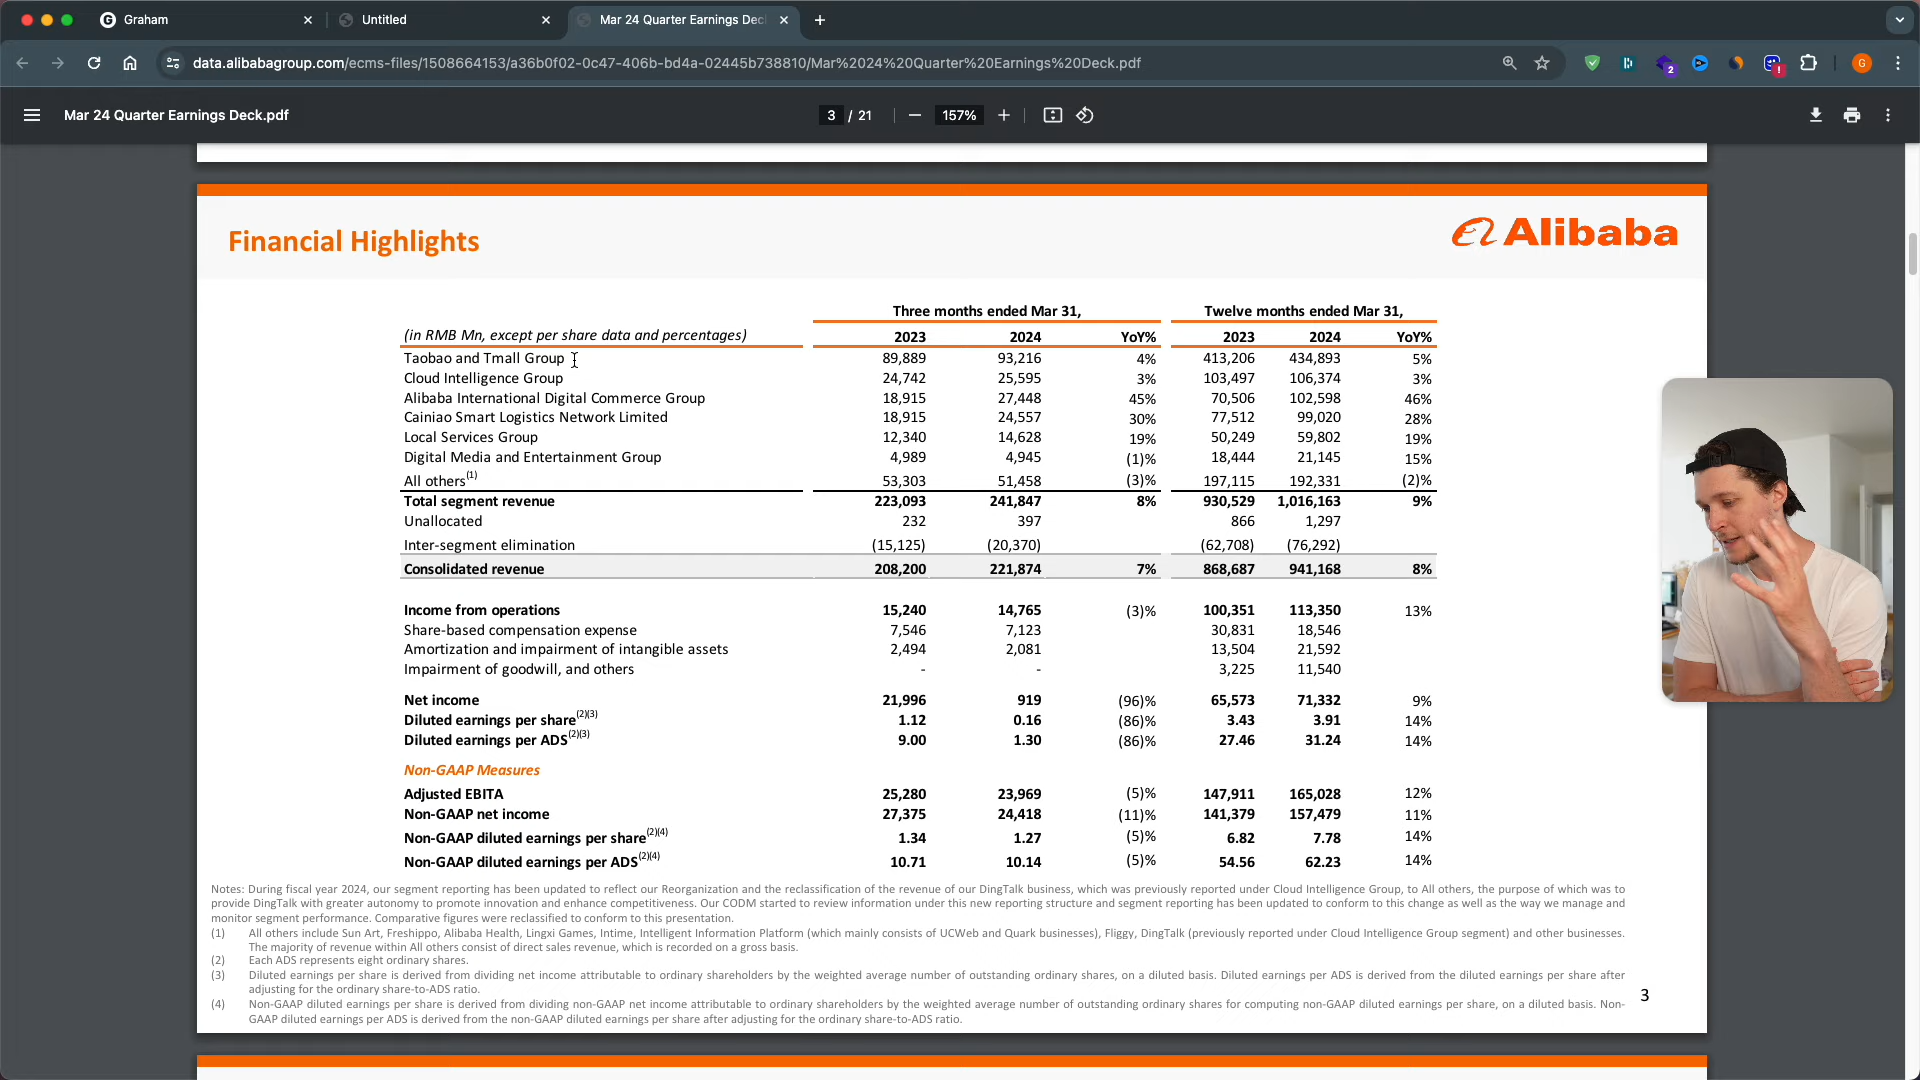 Graham
Untitled
Mar 24 Quarter Earnings Dec
data.alibabagroup.com/ecms-files/1508664153/a36b0f02-0c47-406b-bd4a-02445b738810/Mar%2024%20Quarter%20Earnings%20Deck.pdf
2
!
G
Mar 24 Quarter Earnings Deck.pdf
3 / 21
157%
Financial Highlights
Alibaba
Three months ended Mar 31, Twelve months ended Mar 31,
(in RMB Mn, except per share data and percentages) 2023 2024 YoY% 2023 2024 YoY%
Taobao and Tmall Group 89,889 93,216 4% 413,206 434,893 5%
Cloud Intelligence Group 24,742 25,595 3% 103,497 106,374 3%
Alibaba International Digital Commerce Group 18,915 27,448 45% 70,506 102,598 46%
Cainiao Smart Logistics Network Limited 18,915 24,557 30% 77,512 99,020 28%
Local Services Group 12,340 14,628 19% 50,249 59,802 19%
Digital Media and Entertainment Group 4,989 4,945 (1)% 18,444 21,145 15%
All others(1) 53,303 51,458 (3)% 197,115 192,331 (2)%
Total segment revenue 223,093 241,847 8% 930,529 1,016,163 9%
Unallocated 232 397 866 1,297
Inter-segment elimination (15,125) (20,370) (62,708) (76,292)
Consolidated revenue 208,200 221,874 7% 868,687 941,168 8%
Income from operations 15,240 14,765 (3)% 100,351 113,350 13%
Share-based compensation expense 7,546 7,123 30,831 18,546
Amortization and impairment of intangible assets 2,494 2,081 13,504 21,592
Impairment of goodwill, and others - - 3,225 11,540
Net income 21,996 919 (96)% 65,573 71,332 9%
Diluted earnings per share(2)(3) 1.12 0.16 (86)% 3.43 3.91 14%
Diluted earnings per ADS(2)(3) 9.00 1.30 (86)% 27.46 31.24 14%
Non-GAAP Measures
Adjusted EBITA 25,280 23,969 (5)% 147,911 165,028 12%
Non-GAAP net income 27,375 24,418 (11)% 141,379 157,479 11%
Non-GAAP diluted earnings per share(2)(4) 1.34 1.27 (5)% 6.82 7.78 14%
Non-GAAP diluted earnings per ADS(2)(4) 10.71 10.14 (5)% 54.56 62.23 14%
Notes: During fiscal year 2024, our segment reporting has been updated to reflect our Reorganization and the reclassification of the revenue of our DingTalk business, which was previously reported under Cloud Intelligence Group, to All others, the purpose of which was to
provide DingTalk with greater autonomy to promote innovation and enhance competitiveness. Our CODM started to review information under this new reporting structure and segment reporting has been updated to conform to this change as well as the way we manage and
monitor segment performance. Comparative figures were reclassified to conform to this presentation.
(1) All others include Sun Art, Freshippo, Alibaba Health, Lingxi Games, Intime, Intelligent Information Platform (which mainly consists of UCWeb and Quark businesses), Fliggy, DingTalk (previously reported under Cloud Intelligence Group segment) and other businesses.
The majority of revenue within All others consist of direct sales revenue, which is recorded on a gross basis.
(2) Each ADS represents eight ordinary shares.
(3) Diluted earnings per share is derived from dividing net income attributable to ordinary shareholders by the weighted average number of outstanding ordinary shares, on a diluted basis. Diluted earnings per ADS is derived from the diluted earnings per share after
adjusting for the ordinary share-to-ADS ratio.
(4) Non-GAAP diluted earnings per share is derived from dividing non-GAAP net income attributable to ordinary shareholders by the weighted average number of outstanding ordinary shares for computing non-GAAP diluted earnings per share, on a diluted basis. Non-
GAAP diluted earnings per ADS is derived from the non-GAAP diluted earnings per share after adjusting for the ordinary share-to-ADS ratio.
3